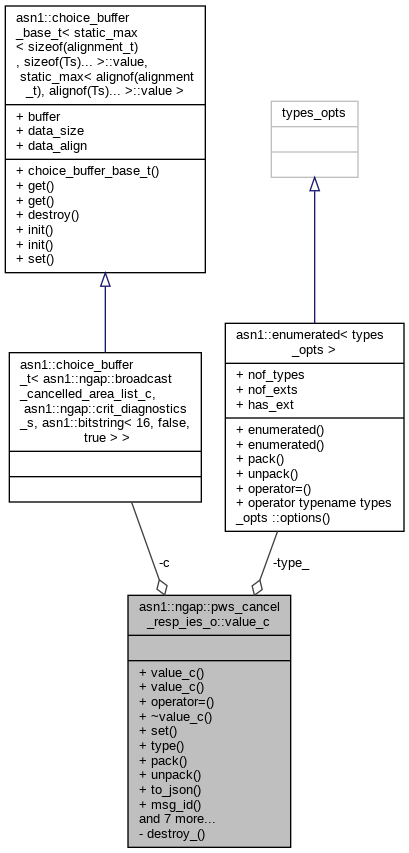 asn1::choice_buffer
_base_t< static_max
< sizeof(alignment_t)
, sizeof(Ts)... >::value,
static_max< alignof(alignment
_t), alignof(Ts)... >::value >
+ buffer
+ data_size
+ data_align
+ choice_buffer_base_t()
+ get()
+ get()
+ destroy()
+ init()
+ init()
+ set()
types_opts
asn1::choice_buffer
_t< asn1::ngap::broadcast
_cancelled_area_list_c,
asn1::ngap::crit_diagnostics
_s, asn1::bitstring< 16, false,
true > >
asn1::enumerated< types
_opts >
+ nof_types
+ nof_exts
+ has_ext
+ enumerated()
+ enumerated()
+ pack()
+ unpack()
+ operator=()
+ operator typename types
_opts ::options()
-c
-type_
asn1::ngap::pws_cancel
_resp_ies_o::value_c
+ value_c()
+ value_c()
+ operator=()
+ ~value_c()
+ set()
+ type()
+ pack()
+ unpack()
+ to_json()
+ msg_id()
and 7 more...
- destroy_()